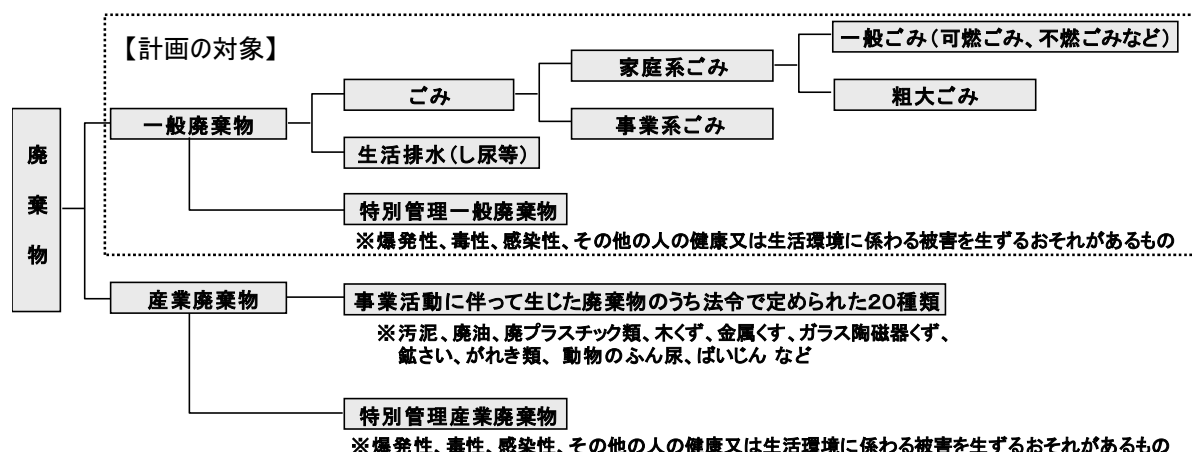 【計画の対象】
一般ごみ（可燃ごみ、不燃ごみなど）
家庭系ごみ
ごみ
粗大ごみ
一般廃棄物
事業系ごみ
廃棄物
生活排水（し尿等）
特別管理一般廃棄物
※爆発性、毒性、感染性、その他の人の健康又は生活環境に係わる被害を生ずるおそれがあるもの
産業廃棄物
事業活動に伴って生じた廃棄物のうち法令で定められた20種類
※汚泥、廃油、廃プラスチック類、木くず、金属くす、ガラス陶磁器くず、
鉱さい、がれき類、動物のふん尿、ばいじん など
特別管理産業廃棄物
※爆発性、毒性、感染性、その他の人の健康又は生活環境に係わる被害を生ずるおそれがあるもの